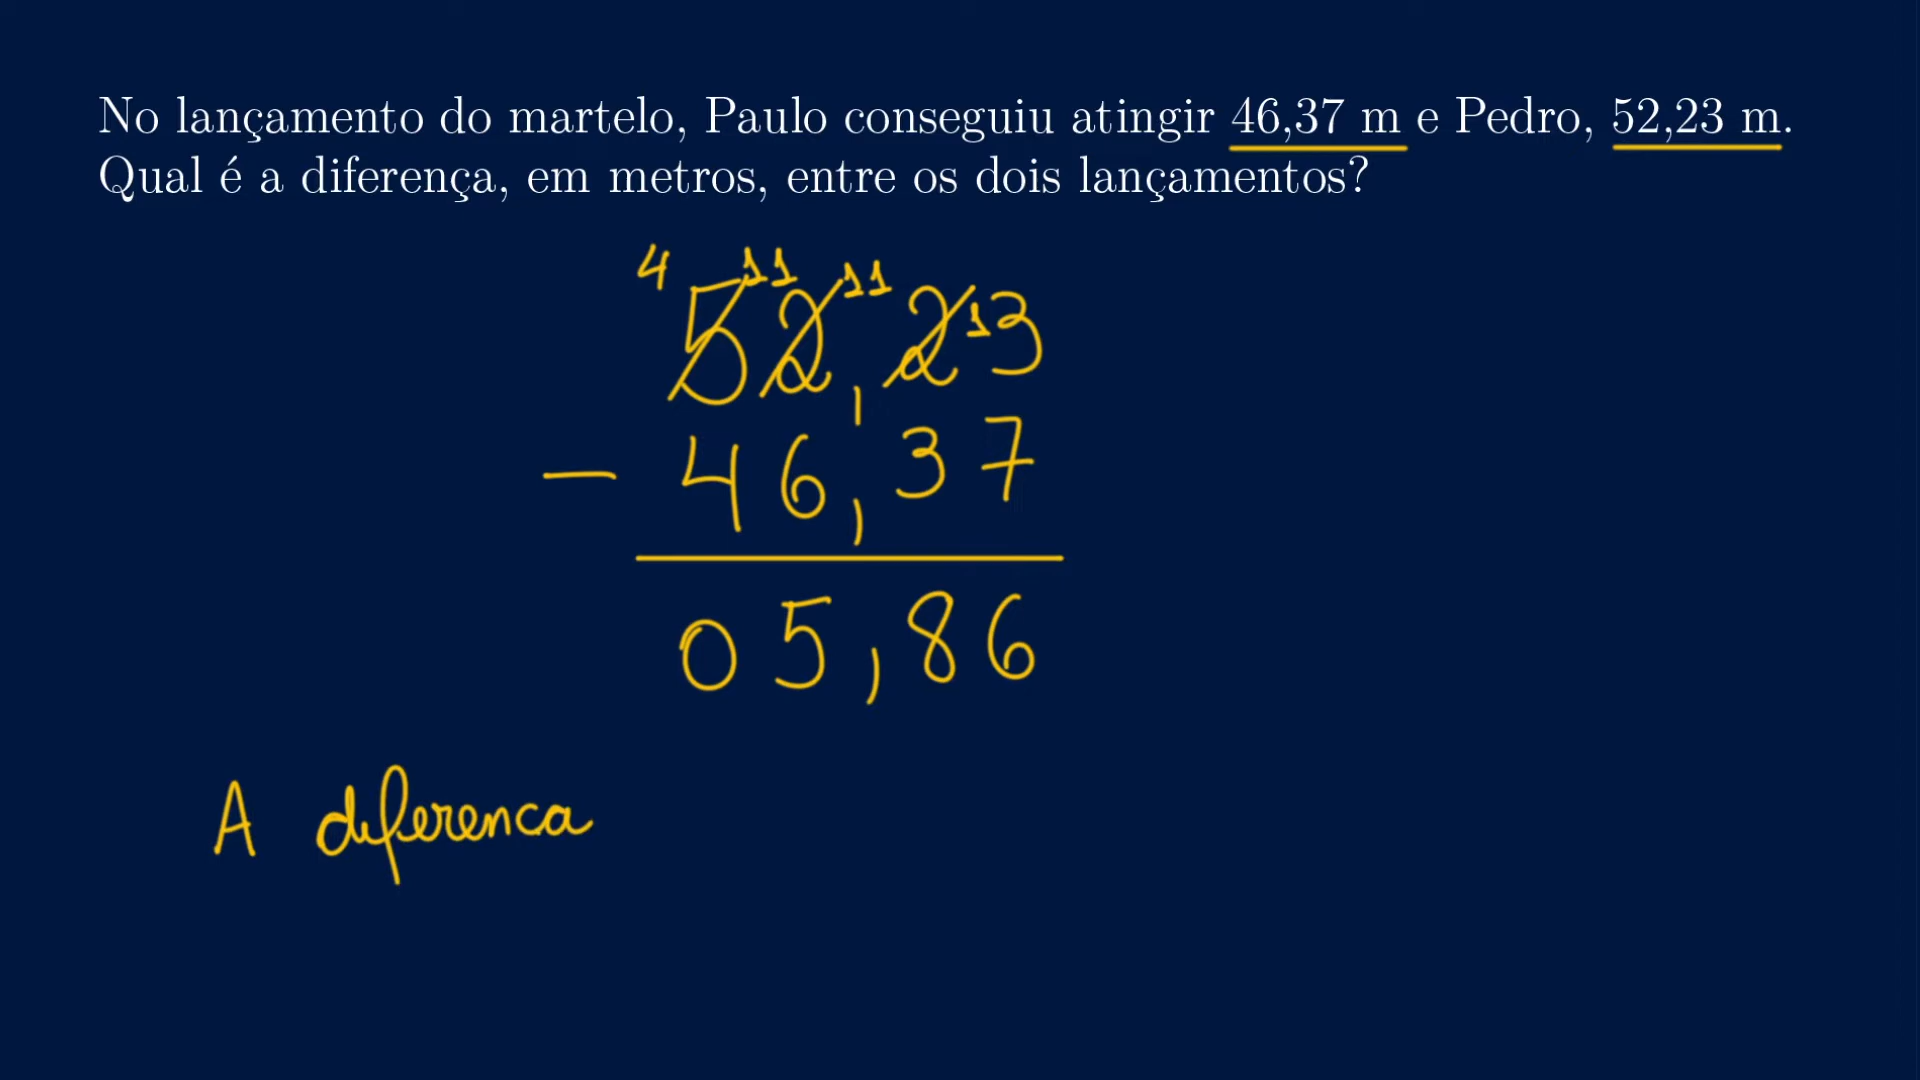 No lançamento do martelo, Paulo conseguiu atingir 46,37 m e Pedro, 52,23 m.
Qual é a diferença, em metros, entre os dois lançamentos?
4 11 11
52,213
- 46,37
05,86
A diferenca